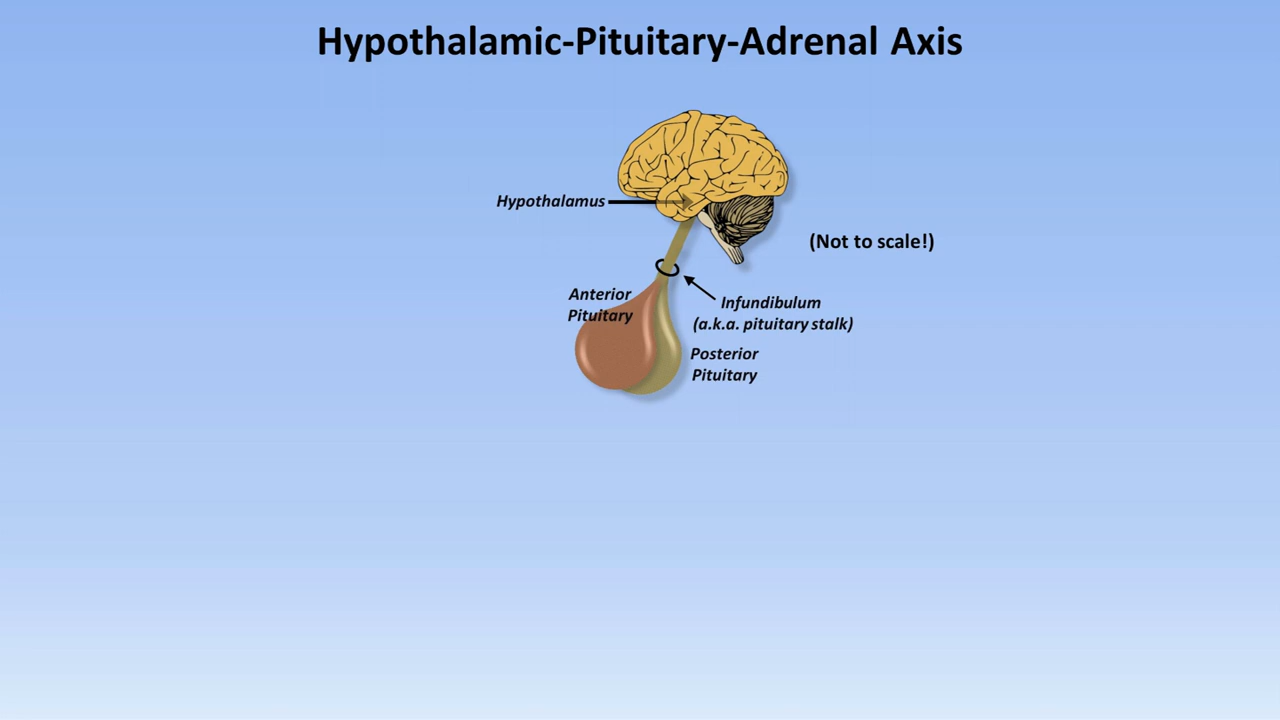 Hypothalamic-Pituitary-Adrenal Axis
Hypothalamus
(Not to scale!)
Anterior
Pituitary
Infundibulum
(a.k.a. pituitary stalk)
Posterior
Pituitary